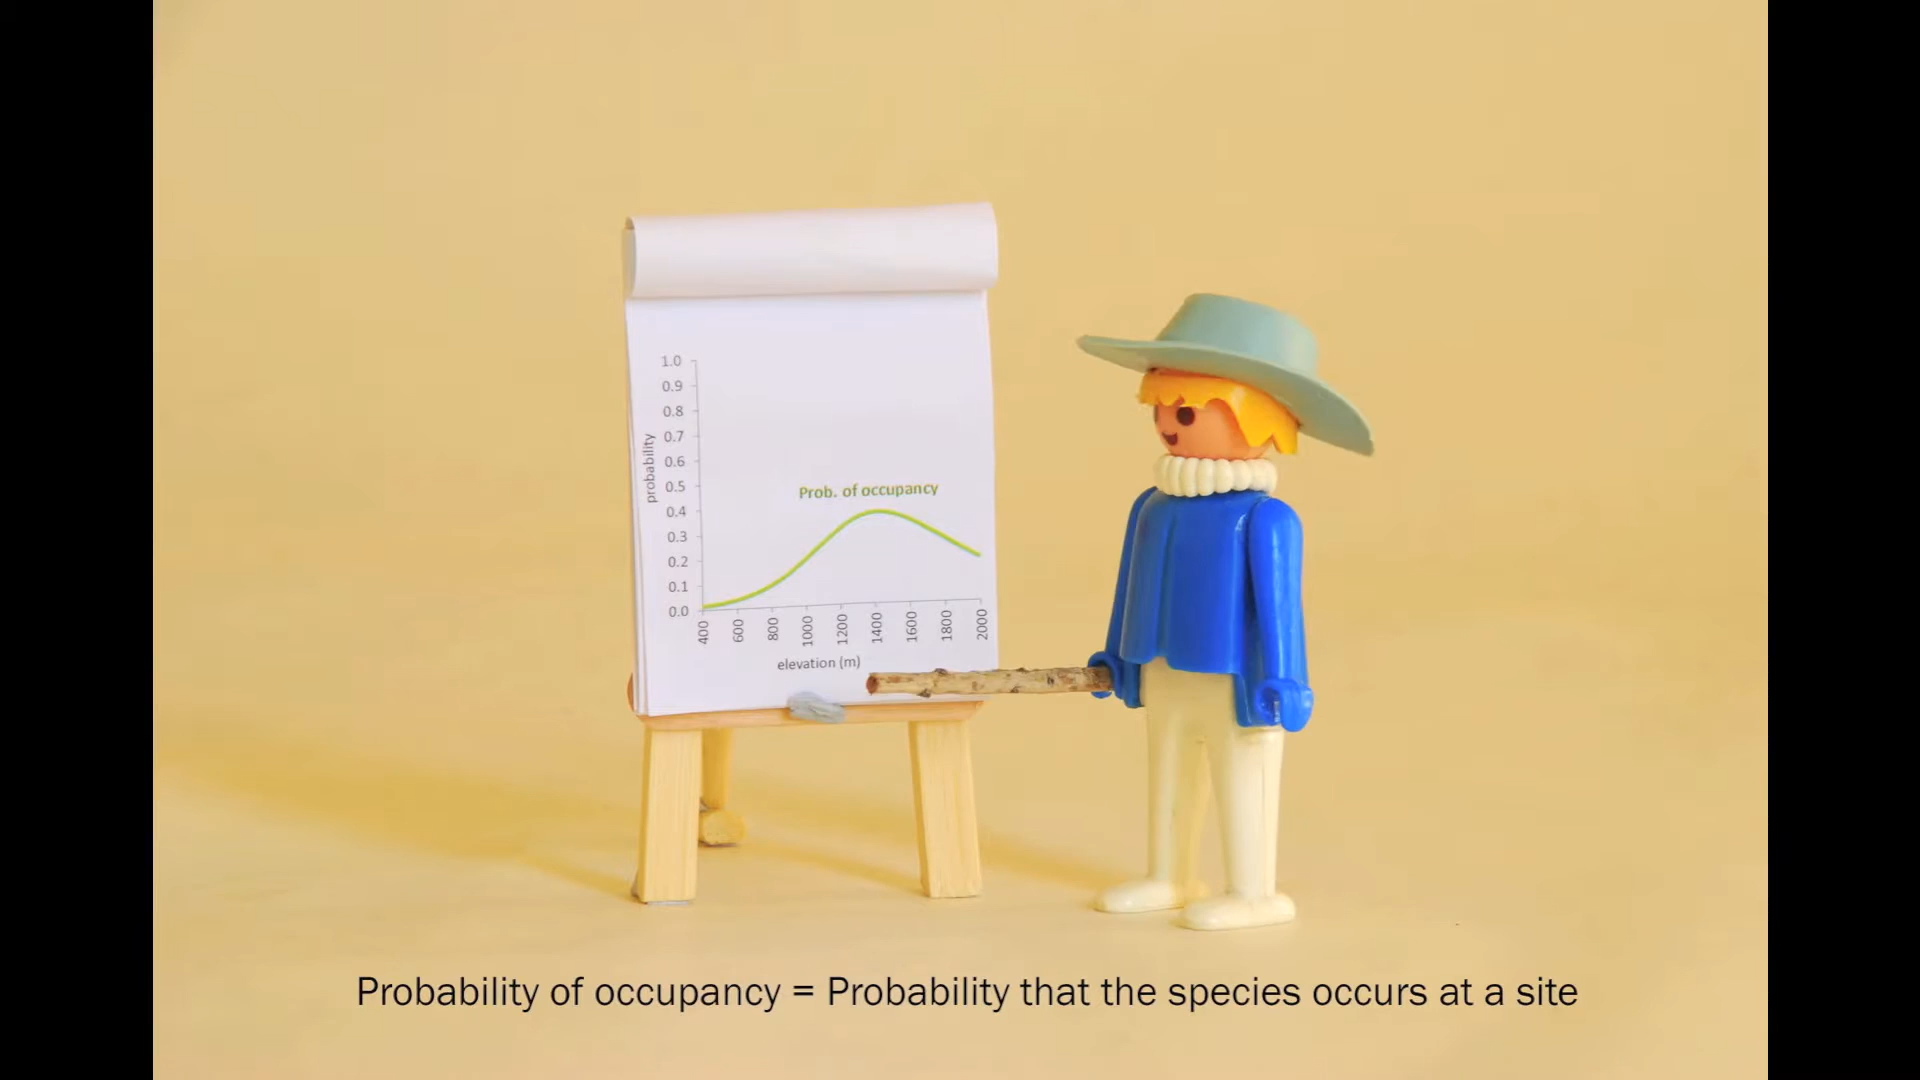 1.0
0.9
0.8
0.7
0.6
0.5
0.4
0.3
0.2
0.1
0.0
probability
Prob. of occupancy
400 600 800 1000 1200 1400 1600 1800 2000
elevation (m)
Probability of occupancy = Probability that the species occurs at a site